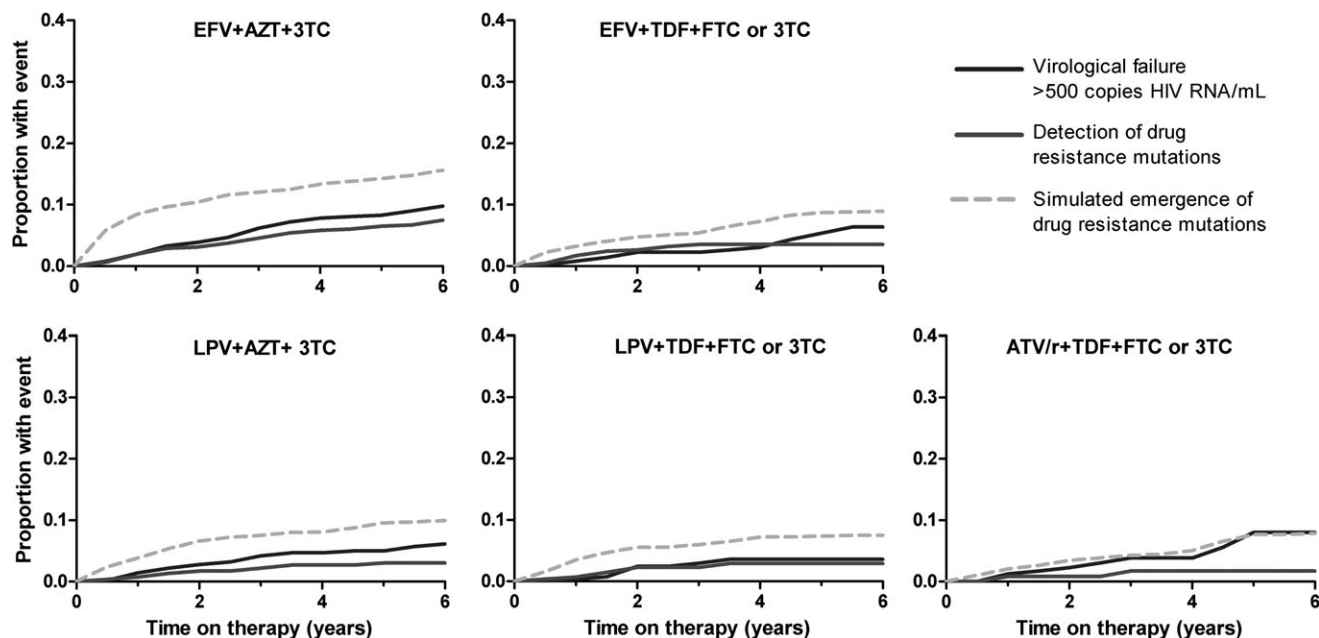 EFV+AZT+3TC
Proportion with event
0.4
0.3
0.2
0.1
0.0
0 2 4 6
EFV+TDF+FTC or 3TC
0.4
0.3
0.2
0.1
0.0
0 2 4 6
Virological failure
>500 copies HIV RNA/mL
Detection of drug
resistance mutations
Simulated emergence of
drug resistance mutations
LPV+AZT+ 3TC
Proportion with event
0.4
0.3
0.2
0.1
0.0
0 2 4 6
Time on therapy (years)
LPV+TDF+FTC or 3TC
0.4
0.3
0.2
0.1
0.0
0 2 4 6
Time on therapy (years)
ATV/r+TDF+FTC or 3TC
0.4
0.3
0.2
0.1
0.0
0 2 4 6
Time on therapy (years)